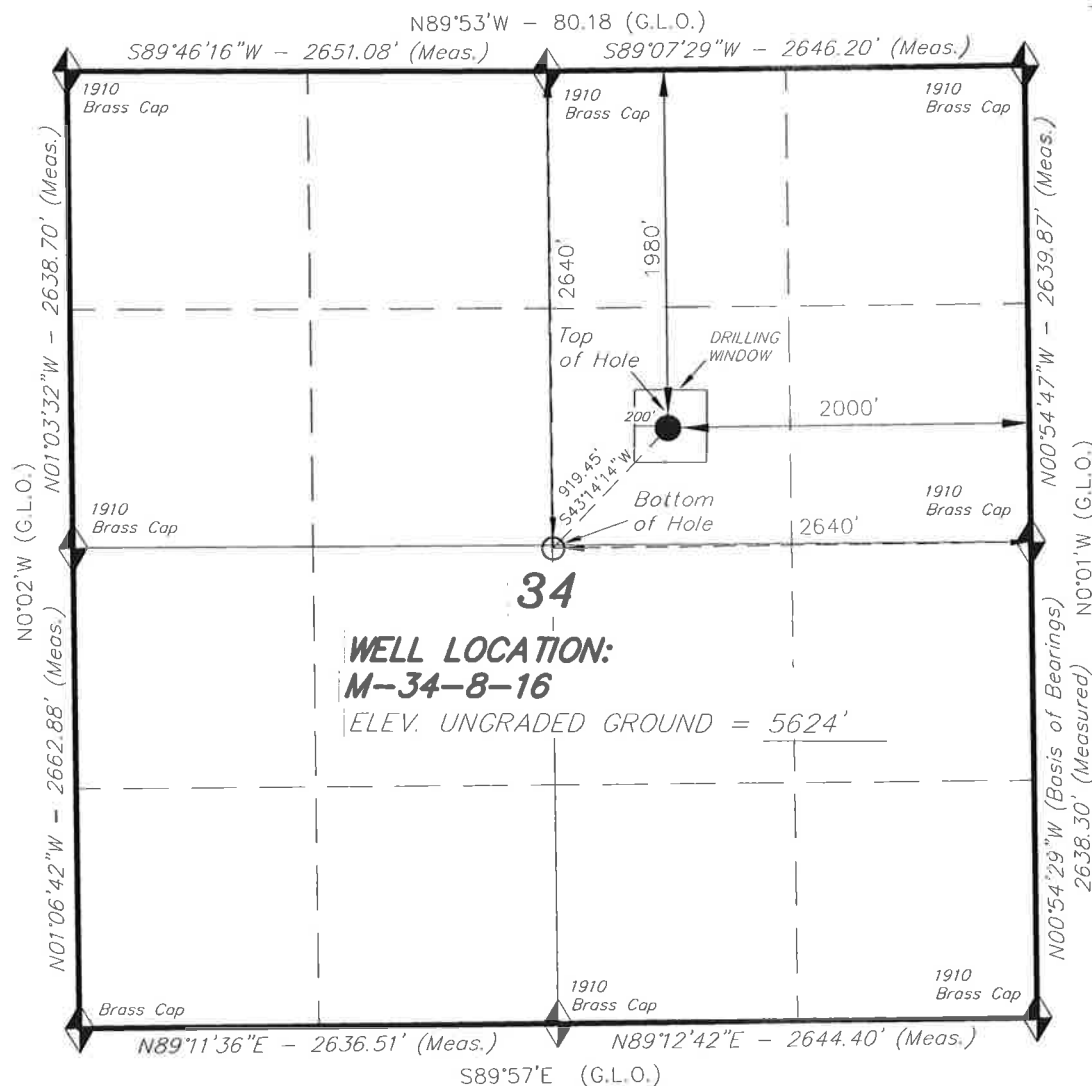 N89°53'W - 80.18 (G.L.O.)
S89°46'16"W - 2651.08' (Meas.)
S89°07'29"W - 2646.20' (Meas.)
1910
Brass Cap
1910
Brass Cap
1910
Brass Cap
N01°03'32"W - 2638.70' (Meas.)
2640'
1980'
N00°54'47"W - 2639.87' (Meas.)
Top
of Hole
DRILLING
WINDOW
200'
2000'
919.45'
S43°14'14"W
Bottom
of Hole
2640'
1910
Brass Cap
1910
Brass Cap
N0°02'W (G.L.O.)
N0°01'W (G.L.O.)
34
WELL LOCATION:
M-34-8-16
ELEV. UNGRADED GROUND = 5624'
N01°06'42"W - 2662.88' (Meas.)
N00°54'29"W (Basis of Bearings)
2638.30' (Measured)
Brass Cap
1910
Brass Cap
1910
Brass Cap
N89°11'36"E - 2636.51' (Meas.)
N89°12'42"E - 2644.40' (Meas.)
S89°57'E (G.L.O.)